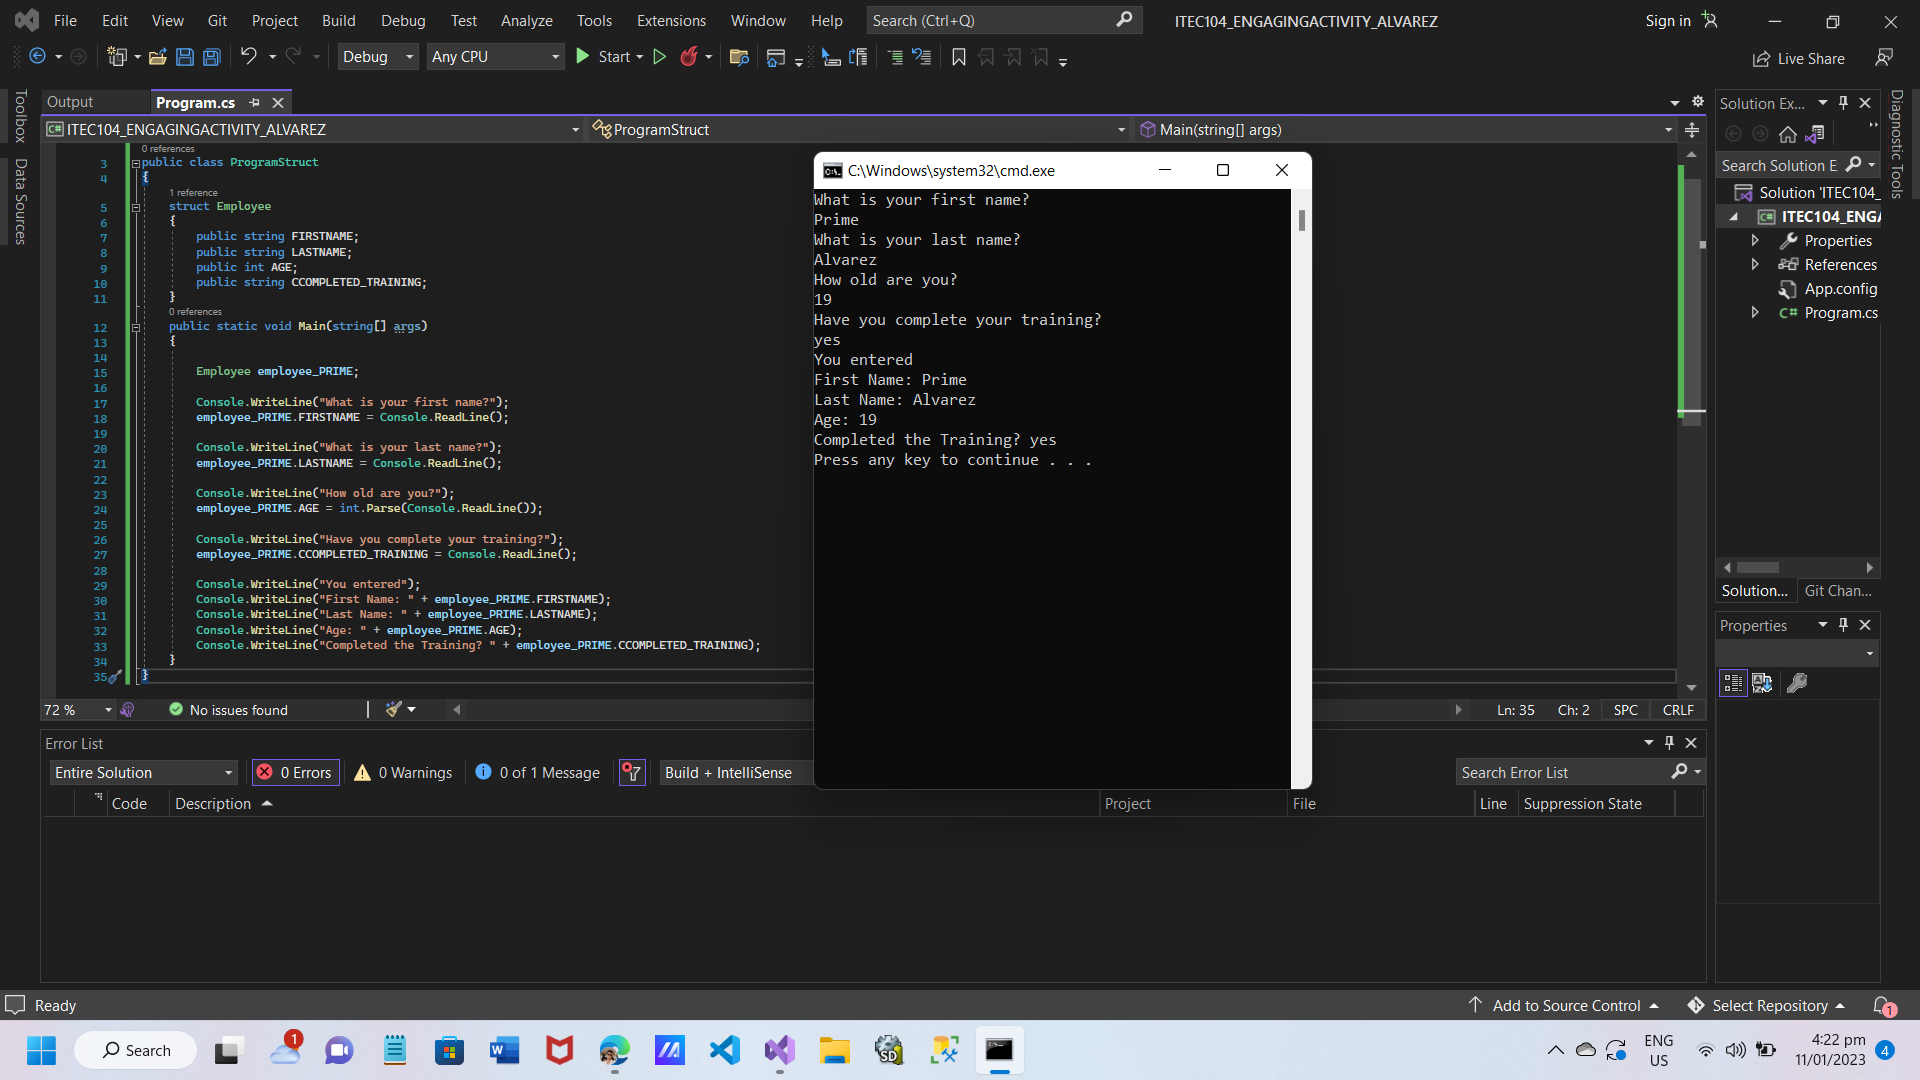 File Edit View Git Project Build Debug Test Analyze Tools Extensions Window Help Search (Ctrl+Q) ITEC104_ENGAGINGACTIVITY_ALVAREZ Sign in
Debug Any CPU Start Live Share
Toolbox
Data Sources
Output Program.cs
C# ITEC104_ENGAGINGACTIVITY_ALVAREZ ProgramStruct Main(string[] args)
0 references
3 public class ProgramStruct
4 {
1 reference
5 struct Employee
6 {
7 public string FIRSTNAME;
8 public string LASTNAME;
9 public int AGE;
10 public string CCOMPLETED_TRAINING;
11 }
0 references
12 public static void Main(string[] args)
13 {
14
15 Employee employee_PRIME;
16
17 Console.WriteLine("What is your first name?");
18 employee_PRIME.FIRSTNAME = Console.ReadLine();
19
20 Console.WriteLine("What is your last name?");
21 employee_PRIME.LASTNAME = Console.ReadLine();
22
23 Console.WriteLine("How old are you?");
24 employee_PRIME.AGE = int.Parse(Console.ReadLine());
25
26 Console.WriteLine("Have you complete your training?");
27 employee_PRIME.CCOMPLETED_TRAINING = Console.ReadLine();
28
29 Console.WriteLine("You entered");
30 Console.WriteLine("First Name: " + employee_PRIME.FIRSTNAME);
31 Console.WriteLine("Last Name: " + employee_PRIME.LASTNAME);
32 Console.WriteLine("Age: " + employee_PRIME.AGE);
33 Console.WriteLine("Completed the Training? " + employee_PRIME.CCOMPLETED_TRAINING);
34 }
35 }
C:\Windows\system32\cmd.exe
What is your first name?
Prime
What is your last name?
Alvarez
How old are you?
19
Have you complete your training?
yes
You entered
First Name: Prime
Last Name: Alvarez
Age: 19
Completed the Training? yes
Press any key to continue . . .
72 % No issues found Ln: 35 Ch: 2 SPC CRLF
Error List
Entire Solution 0 Errors 0 Warnings 0 of 1 Message Build + IntelliSense Search Error List
Code Description Project File Line Suppression State
Solution Ex...
Search Solution E
Solution 'ITEC104_
C# ITEC104_ENGA
Properties
References
App.config
C# Program.cs
Solution... Git Chan...
Properties
Diagnostic Tools
Ready Add to Source Control Select Repository 1
Search 1 SD ENG
US
4:22 pm
11/01/2023 4